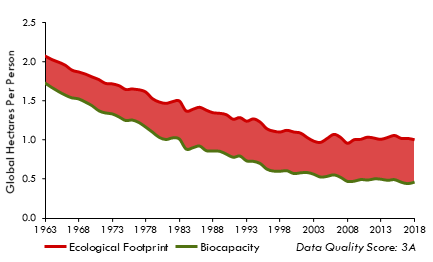 2.5
2.0
1.5
1.0
0.5
0.0
Global Hectares Per Person
1963 1968 1973 1978 1983 1988 1993 1998 2003 2008 2013 2018
Ecological Footprint Biocapacity Data Quality Score: 3A